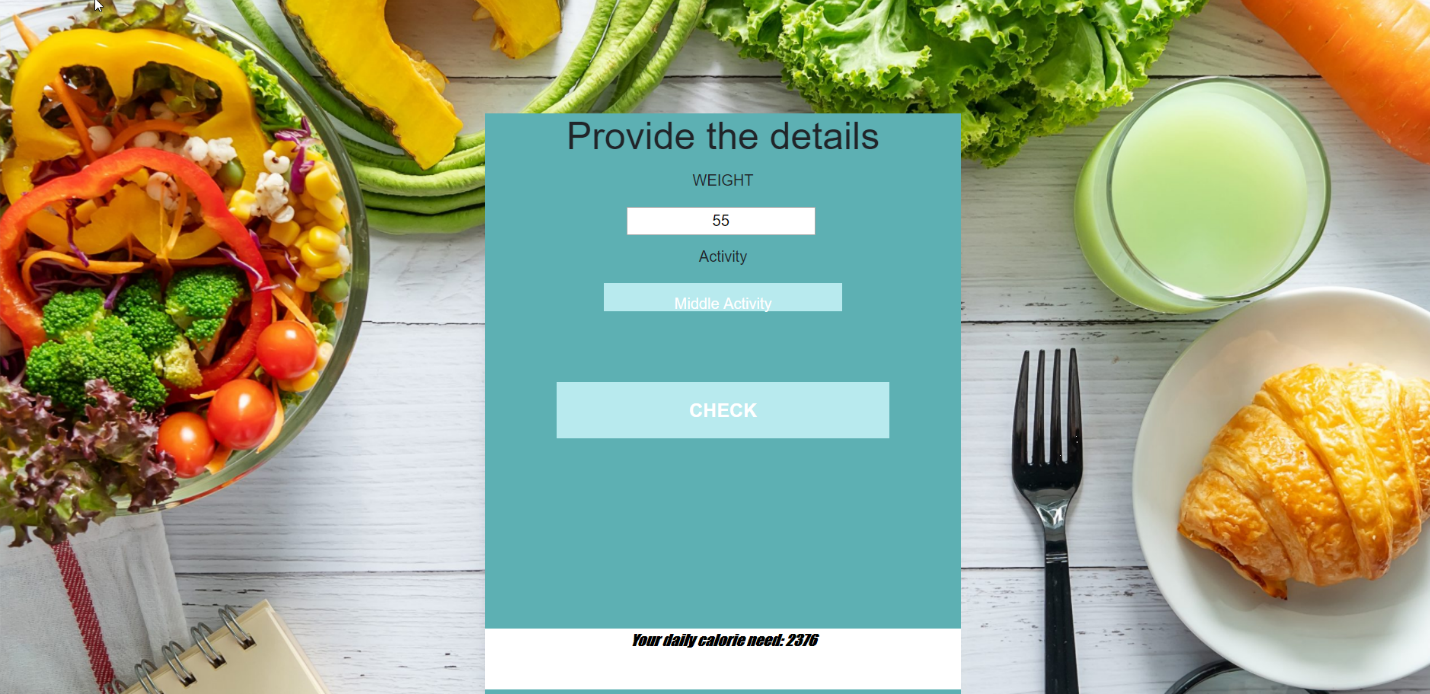 Provide the details
WEIGHT
55
Activity
Middle Activity
CHECK
Your daily calorie need: 2376